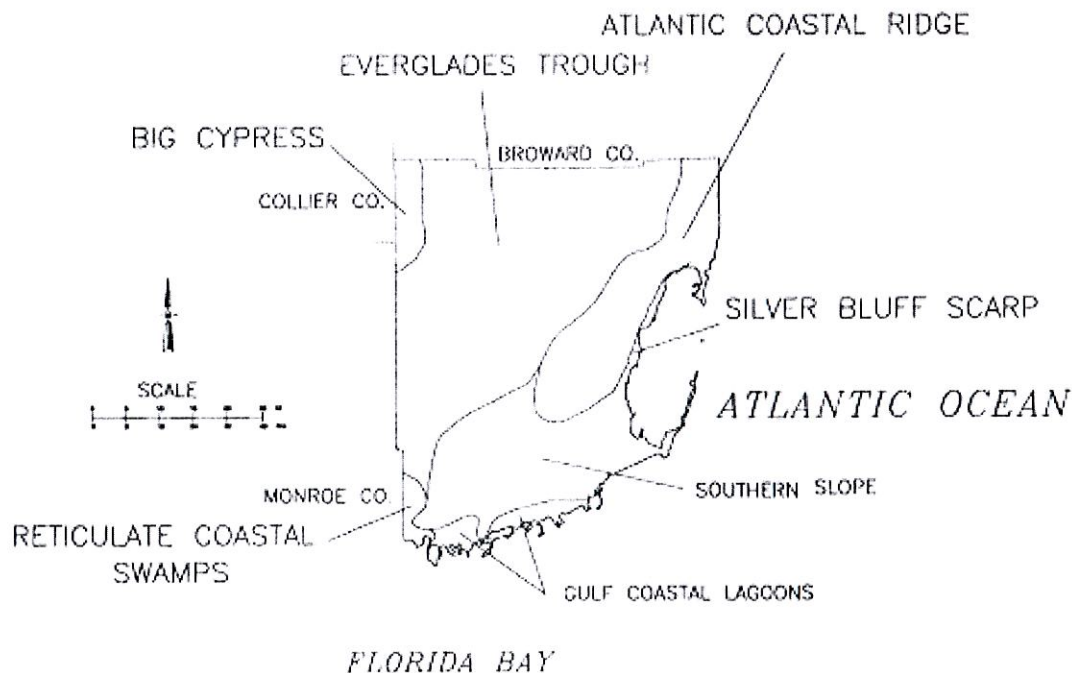 ATLANTIC COASTAL RIDGE
EVERGLADES TROUGH
BIG CYPRESS
BROWARD CO.
COLLIER CO.
SILVER BLUFF SCARP
SCALE
ATLANTIC OCEAN
MONROE CO.
SOUTHERN SLOPE
RETICULATE COASTAL
SWAMPS
GULF COASTAL LAGOONS
FLORIDA BAY